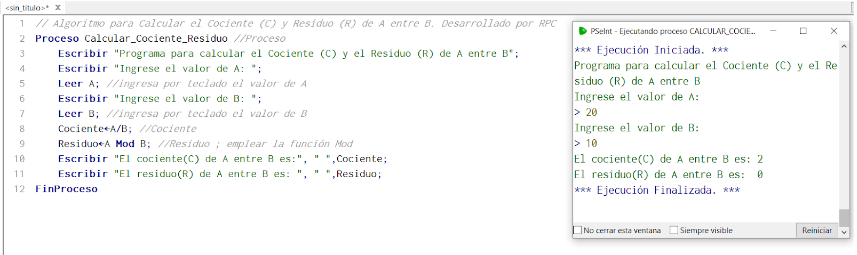 <sin_titulo>* X
1 // Algoritmo para Calcular el Cociente (C) y Residuo (R) de A entre B. Desarrollado por RPC
2 Proceso Calcular_Cociente_Residuo //Proceso
3 Escribir "Programa para calcular el Cociente (C) y el Residuo (R) de A entre B";
4 Escribir "Ingrese el valor de A: ";
5 Leer A; //ingresa por teclado el valor de A
6 Escribir "Ingrese el valor de B: ";
7 Leer B; //ingresa por teclado el valor de B
8 Cociente←A/B; //Cociente
9 Residuo←A Mod B; //Residuo ; emplear la función Mod
10 Escribir "El cociente(C) de A entre B es:", " ",Cociente;
11 Escribir "El residuo(R) de A entre B es: ", " ",Residuo;
12 FinProceso
PSeInt - Ejecutando proceso CALCULAR_COCIE...
*** Ejecución Iniciada. ***
Programa para calcular el Cociente (C) y el Re
siduo (R) de A entre B
Ingrese el valor de A:
> 20
Ingrese el valor de B:
> 10
El cociente(C) de A entre B es: 2
El residuo(R) de A entre B es:  0
*** Ejecución Finalizada. ***
No cerrar esta ventana Siempre visible Reiniciar